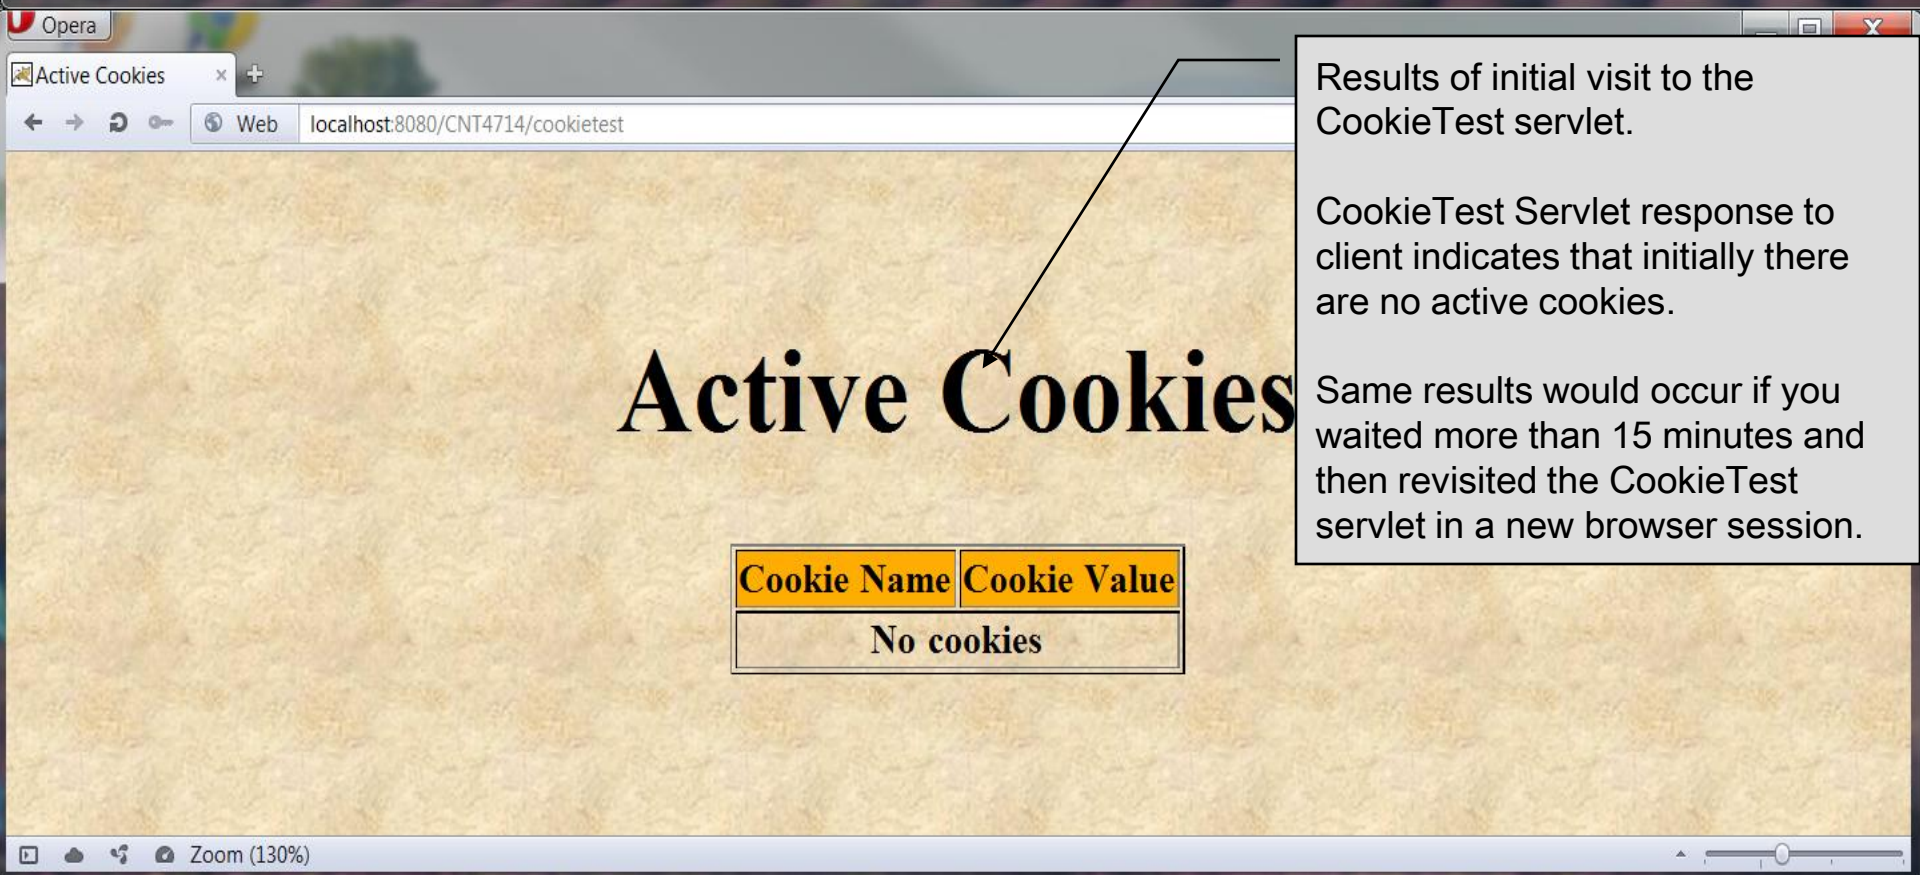 Opera
Active Cookies
Web localhost:8080/CNT4714/cookietest
Results of initial visit to the
CookieTest servlet.
CookieTest Servlet response to
client indicates that initially there
are no active cookies.
Same results would occur if you
waited more than 15 minutes and
then revisited the CookieTest
servlet in a new browser session.
Active Cookies
Cookie Name Cookie Value
No cookies
Zoom (130%)